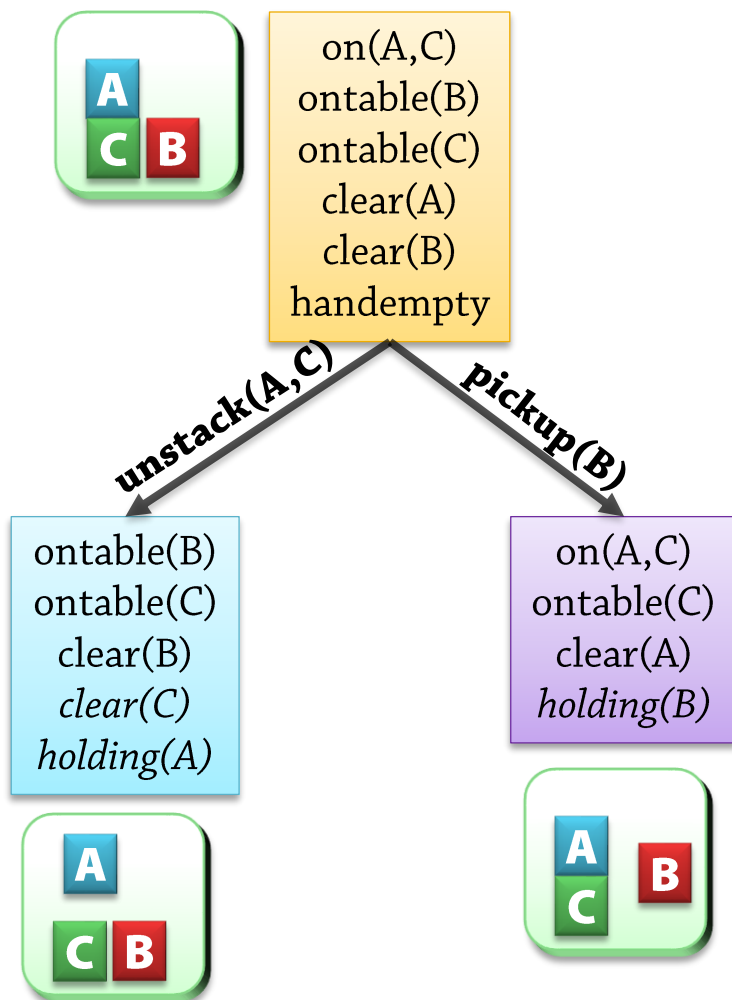 A
C B
on(A,C)
ontable(B)
ontable(C)
clear(A)
clear(B)
handempty
unstack(A,C)
pickup(B)
ontable(B)
ontable(C)
clear(B)
clear(C)
holding(A)
on(A,C)
ontable(C)
clear(A)
holding(B)
A
C B
A
B
C